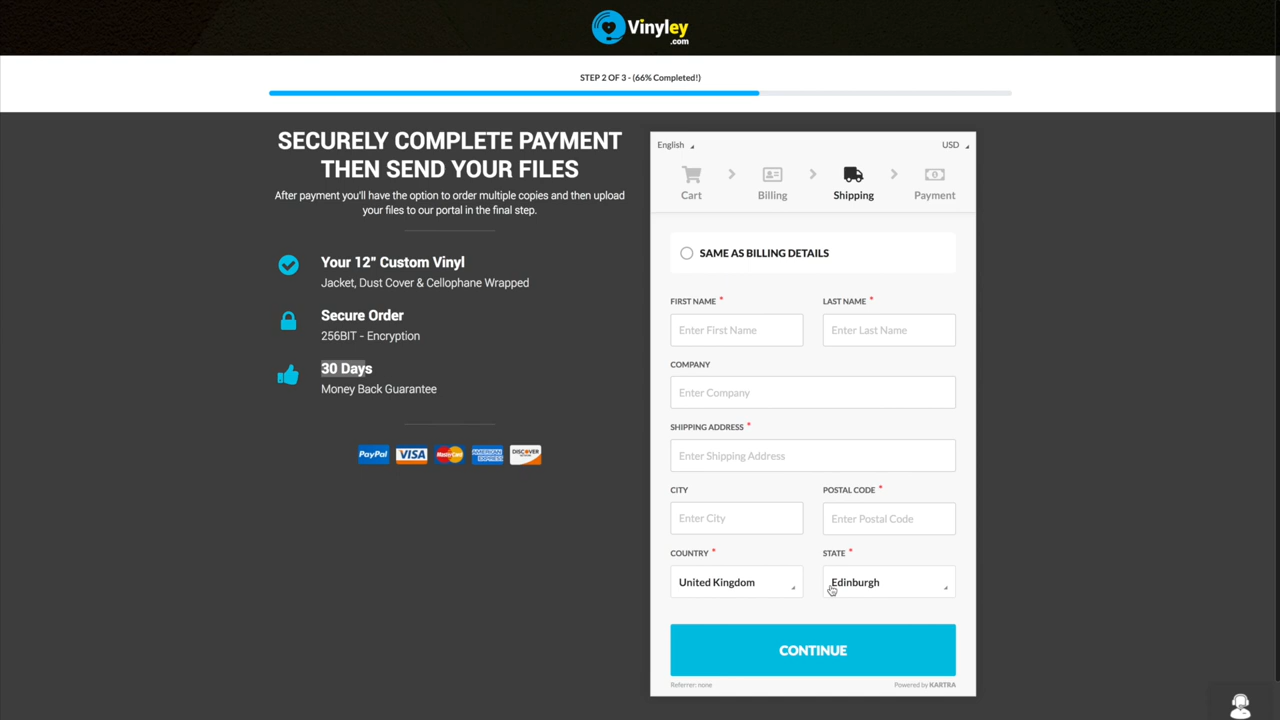 Vinyley
.com
STEP 2 OF 3 - (66% Completed!)
SECURELY COMPLETE PAYMENT
THEN SEND YOUR FILES
After payment you'll have the option to order multiple copies and then upload
your files to our portal in the final step.
Your 12" Custom Vinyl
Jacket, Dust Cover & Cellophane Wrapped
Secure Order
256BIT - Encryption
30 Days
Money Back Guarantee
PayPal VISA MasterCard AMERICAN EXPRESS DISCOVER
English USD
Cart Billing Shipping Payment
SAME AS BILLING DETAILS
FIRST NAME * LAST NAME *
Enter First Name Enter Last Name
COMPANY
Enter Company
SHIPPING ADDRESS *
Enter Shipping Address
CITY POSTAL CODE *
Enter City Enter Postal Code
COUNTRY * STATE *
United Kingdom Edinburgh
CONTINUE
Referrer: none Powered by KARTRA